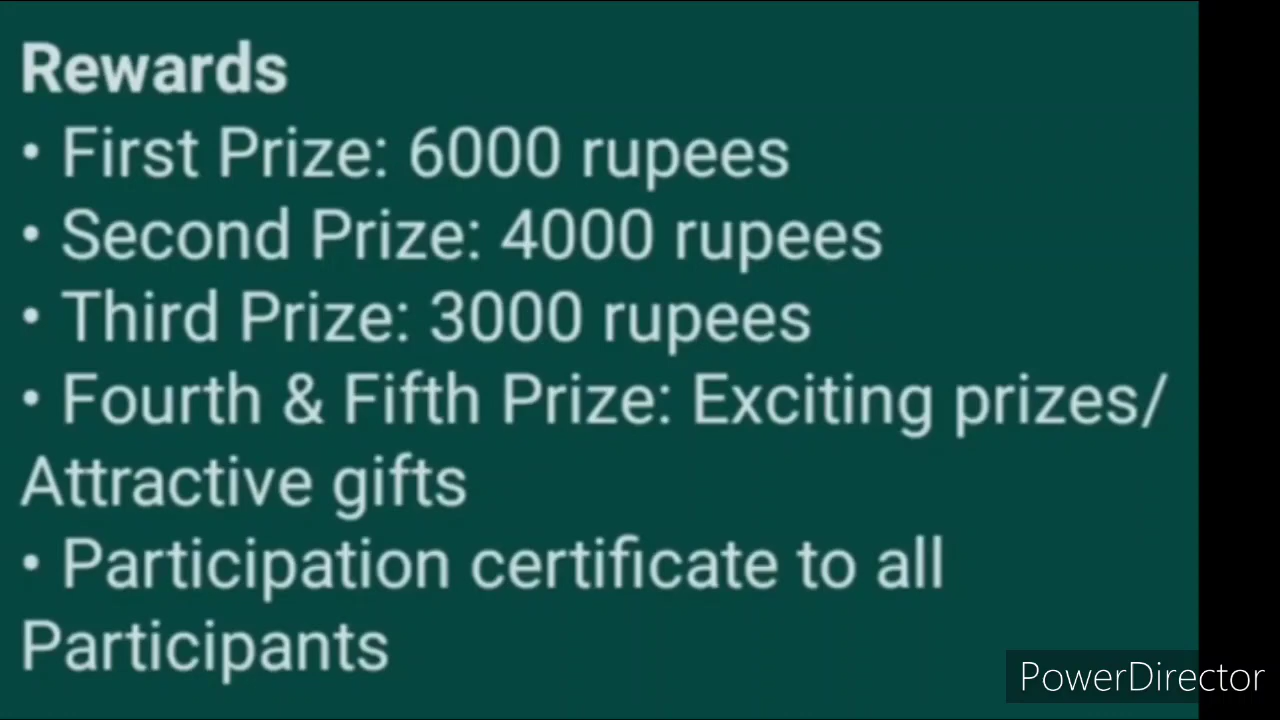 Rewards
• First Prize: 6000 rupees
• Second Prize: 4000 rupees
• Third Prize: 3000 rupees
• Fourth & Fifth Prize: Exciting prizes/
Attractive gifts
• Participation certificate to all
Participants
PowerDirector